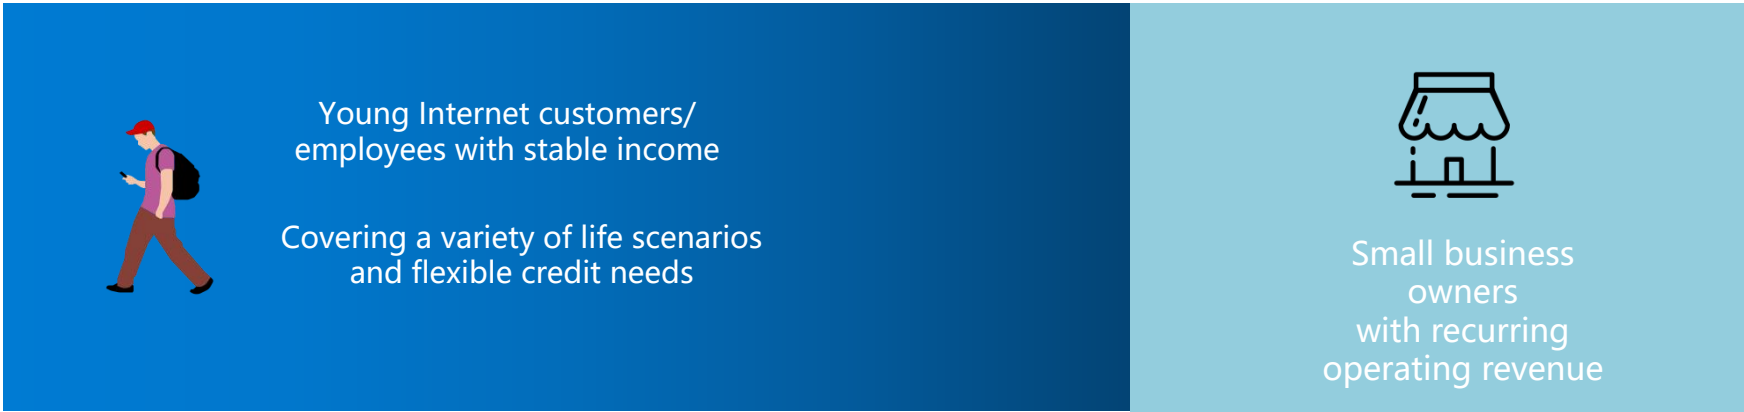 Young Internet customers/
employees with stable income
Covering a variety of life scenarios
and flexible credit needs
Small business
owners
with recurring
operating revenue